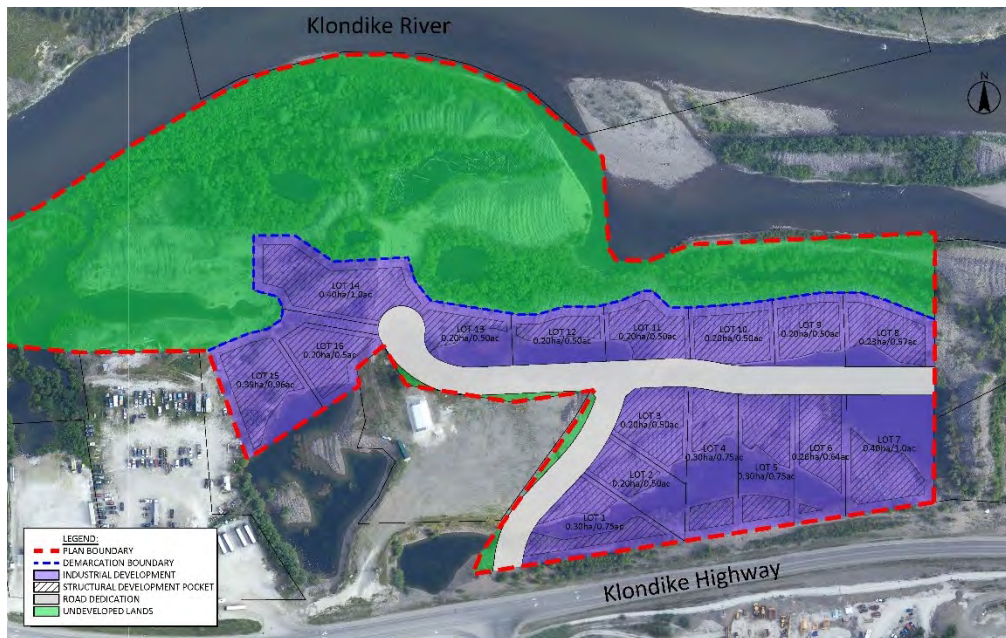 Klondike River
N
LOT 14
0.40ha/1.0ac
LOT 13
0.20ha/0.50ac
LOT 12
0.20ha/0.50ac
LOT 11
0.20ha/0.50ac
LOT 10
0.20ha/0.50ac
LOT 9
0.20ha/0.50ac
LOT 8
0.23ha/0.57ac
LOT 16
0.20ha/0.5ac
LOT 15
0.39ha/0.96ac
LOT 3
0.20ha/0.50ac
LOT 4
0.30ha/0.75ac
LOT 5
0.30ha/0.75ac
LOT 6
0.26ha/0.64ac
LOT 7
0.40ha/1.0ac
LOT 2
0.20ha/0.50ac
LOT 1
0.30ha/0.75ac
Klondike Highway
LEGEND:
PLAN BOUNDARY
DEMARCATION BOUNDARY
INDUSTRIAL DEVELOPMENT
STRUCTURAL DEVELOPMENT POCKET
ROAD DEDICATION
UNDEVELOPED LANDS